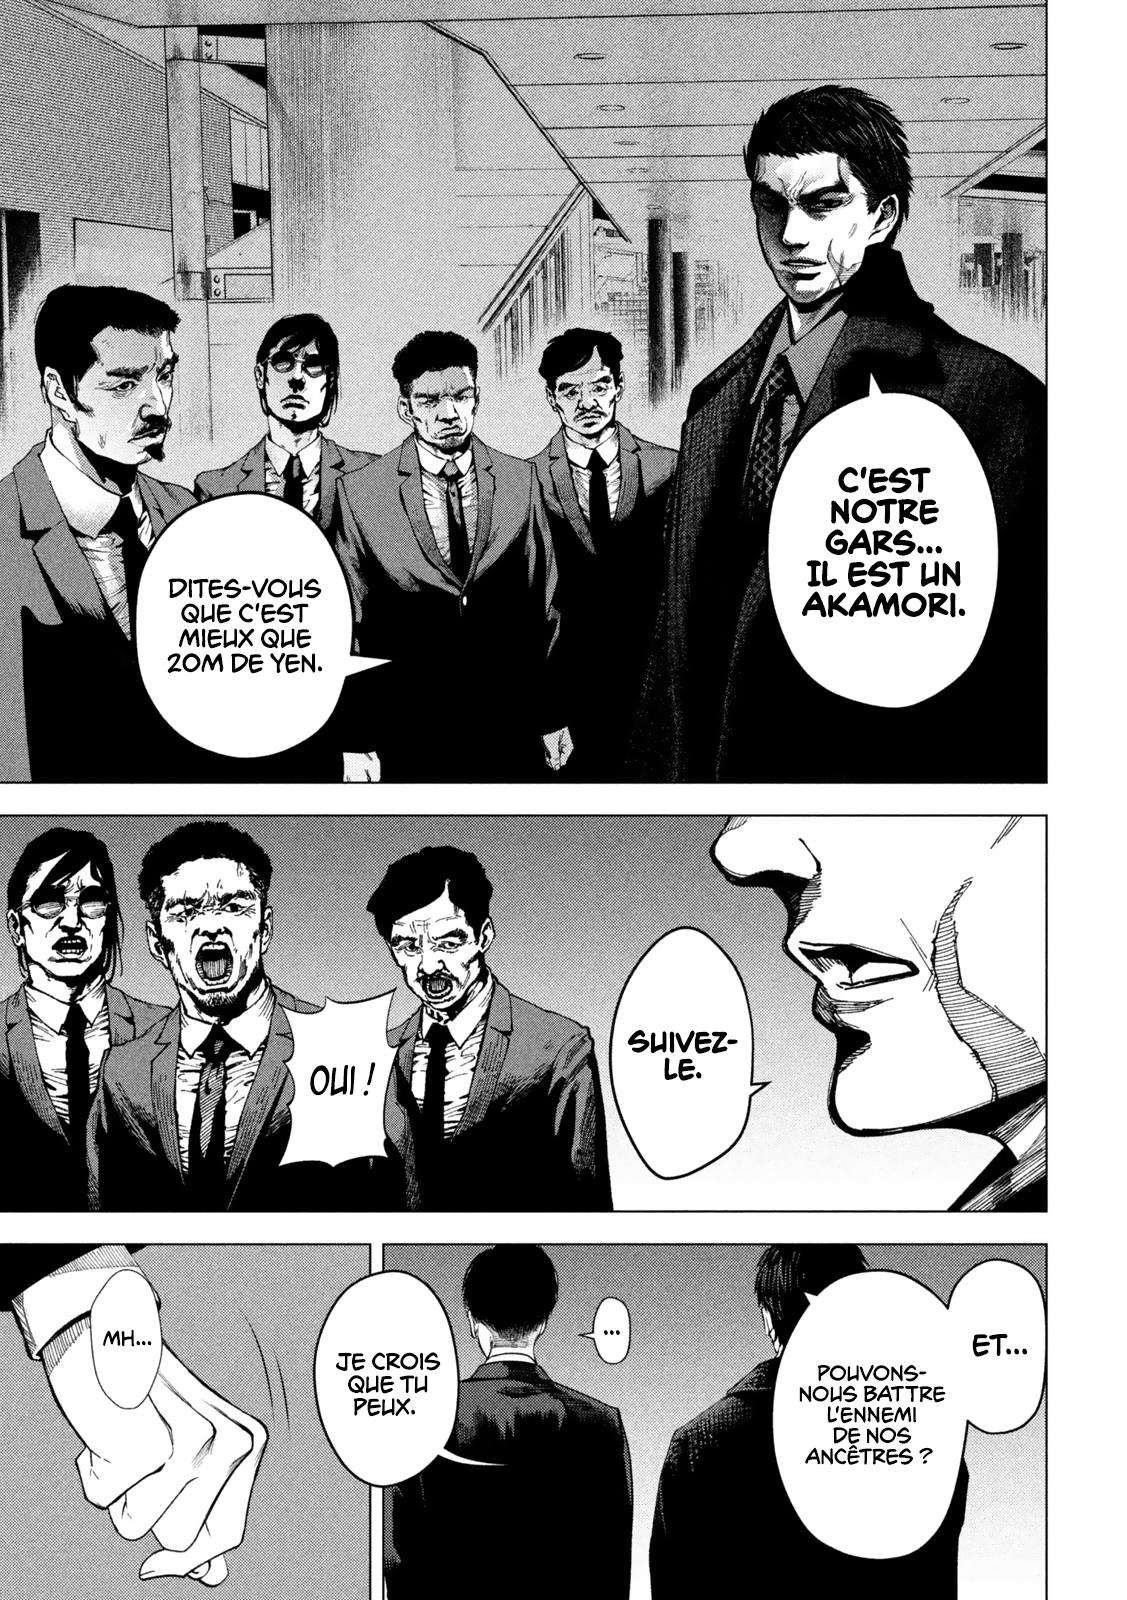 C'EST
NOTRE
GARS...
IL EST UN
AKAMORI.
DITES-VOUS
QUE C'EST
MIEUX QUE
20M DE YEN.
SUIVEZ-
LE.
OUI !
ET...
POUVONS-
NOUS BATTRE
L'ENNEMI
DE NOS
ANCÊTRES ?
...
JE CROIS
QUE TU
PEUX.
MH...